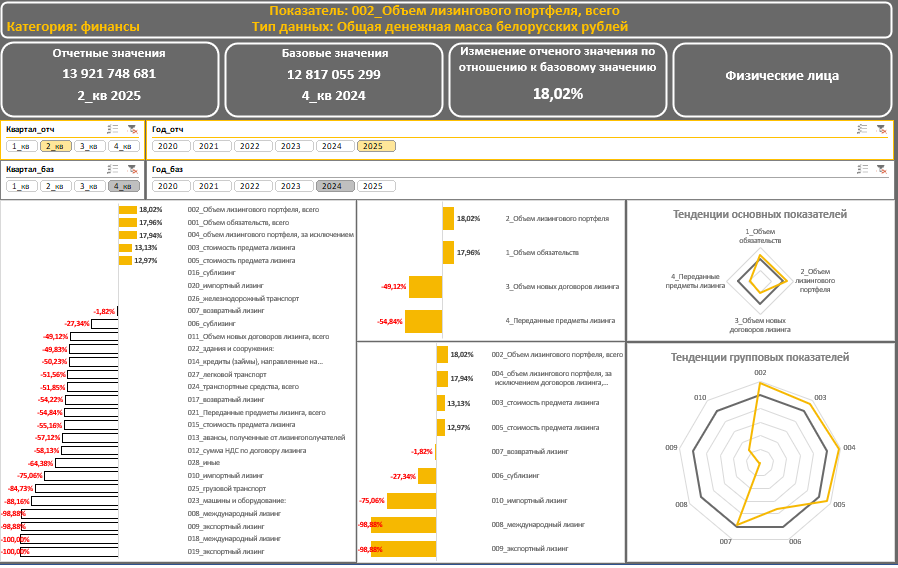 Показатель: 002_Объем лизингового портфеля, всего
Категория: финансы
Тип данных: Общая денежная масса белорусских рублей
Отчетные значения
13 921 748 681
2_кв 2025
Базовые значения
12 817 055 299
4_кв 2024
Изменение отченого значения по
отношению к базовому значению
18,02%
Физические лица
Квартал_отч
1_кв 2_кв 3_кв 4_кв
Год_отч
2020 2021 2022 2023 2024 2025
Квартал_баз
1_кв 2_кв 3_кв 4_кв
Год_баз
2020 2021 2022 2023 2024 2025
18,02% 002_Объем лизингового портфеля, всего
17,96% 001_Объем обязательств, всего
17,94% 004_объем лизингового портфеля, за исключением
13,13% 003_стоимость предмета лизинга
12,97% 005_стоимость предмета лизинга
016_сублизинг
020_импортный лизинг
026_железнодорожный транспорт
-1,82% 007_возвратный лизинг
-27,34% 006_сублизинг
-49,12% 011_Объем новых договоров лизинга, всего
-49,83% 022_здания и сооружения:
-50,23% 014_кредиты (займы), направленные на...
-51,56% 027_легковой транспорт
-51,85% 024_транспортные средства, всего
-54,22% 017_возвратный лизинг
-54,84% 021_Переданные предметы лизинга, всего
-55,16% 015_стоимость предмета лизинга
-57,12% 013_авансы, полученные от лизингополучателей
-58,13% 012_сумма НДС по договору лизинга
-64,38% 028_иные
-75,06% 010_импортный лизинг
-84,73% 025_грузовой транспорт
-88,16% 023_машины и оборудование:
-98,88% 008_международный лизинг
-98,88% 009_экспортный лизинг
-100,00% 018_международный лизинг
-100,00% 019_экспортный лизинг
18,02% 2_Объем лизингового портфеля
17,96% 1_Объем обязательств
-49,12% 3_Объем новых договоров лизинга
-54,84% 4_Переданные предметы лизинга
18,02% 002_Объем лизингового портфеля, всего
17,94% 004_объем лизингового портфеля, за
исключением договоров лизинга,...
13,13% 003_стоимость предмета лизинга
12,97% 005_стоимость предмета лизинга
-1,82% 007_возвратный лизинг
-27,34% 006_сублизинг
-75,06% 010_импортный лизинг
-98,88% 008_международный лизинг
-98,88% 009_экспортный лизинг
Тенденции основных показателей
1_Объем
обязательств
2_Объем
лизингового
портфеля
3_Объем новых
договоров лизинга
4_Переданные
предметы лизинга
Тенденции групповых показателей
002
003
004
005
006
007
008
009
010